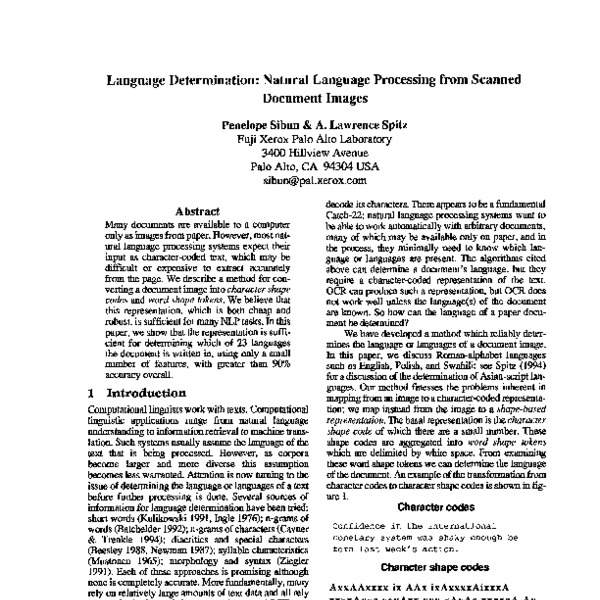 Language Determination: Natural Language Processing from Scanned
Document Images
Penelope Sibun & A. Lawrence Spitz
Fuji Xerox Palo Alto Laboratory
3400 Hillview Avenue
Palo Alto, CA 94304 USA
sibun@pal.xerox.com
Abstract
Many documents are available to a computer
only as images from paper. However, most nat-
ural language processing systems expect their
input as character-coded text, which may be
difficult or expensive to extract accurately
from the page. We describe a method for con-
verting a document image into character shape
codes and word shape tokens. We believe that
this representation, which is both cheap and
robust, is sufficient for many NLP tasks. In this
paper, we show that the representation is suffi-
cient for determining which of 23 languages
the document is written in, using only a small
number of features, with greater than 90%
accuracy overall.
1 Introduction
Computational linguists work with texts. Computational
linguistic applications range from natural language
understanding to information retrieval to machine trans-
lation. Such systems usually assume the language of the
text that is being processed. However, as corpora
become larger and more diverse this assumption
becomes less warranted. Attention is now turning to the
issue of determining the language or languages of a text
before further processing is done. Several sources of
information for language determination have been tried:
short words (Kulikowski 1991, Ingle 1976); n-grams of
words (Batchelder 1992); n-grams of characters (Cavner
& Trenkle 1994); diacritics and special characters
(Beesley 1988, Newman 1987); syllable characteristics
(Mustonen 1965); morphology and syntax (Ziegler
1991). Each of these approaches is promising although
none is completely accurate. More fundamentally, many
rely on relatively large amounts of text data and all rely
decode its characters. There appears to be a fundamental
Catch-22: natural language processing systems want to
be able to work automatically with arbitrary documents,
many of which may be available only on paper, and in
the process, they minimally need to know which lan-
guage or languages are present. The algorithms cited
above can determine a document's language, but they
require a character-coded representation of the text.
OCR can produce such a representation, but OCR does
not work well unless the language(s) of the document
are known. So how can the language of a paper docu-
ment be determined?
We have developed a method which reliably deter-
mines the language or languages of a document image.
In this paper, we discuss Roman-alphabet languages
such as English, Polish, and Swahili; see Spitz (1994)
for a discussion of the determination of Asian-script lan-
guages. Our method finesses the problems inherent in
mapping from an image to a character-coded representa-
tion: we map instead from the image to a shape-based
representation. The basal representation is the character
shape code of which there are a small number. These
shape codes are aggregated into word shape tokens
which are delimited by white space. From examining
these word shape tokens we can determine the language
of the document. An example of the transformation from
character codes to character shape codes is shown in fig-
ure 1.
Character codes
Confidence in the international
monetary system was shaky enough be
fore last week's action.
Character shape codes
AxxAAxxxx ix AAx ixAxxxxAixxxA